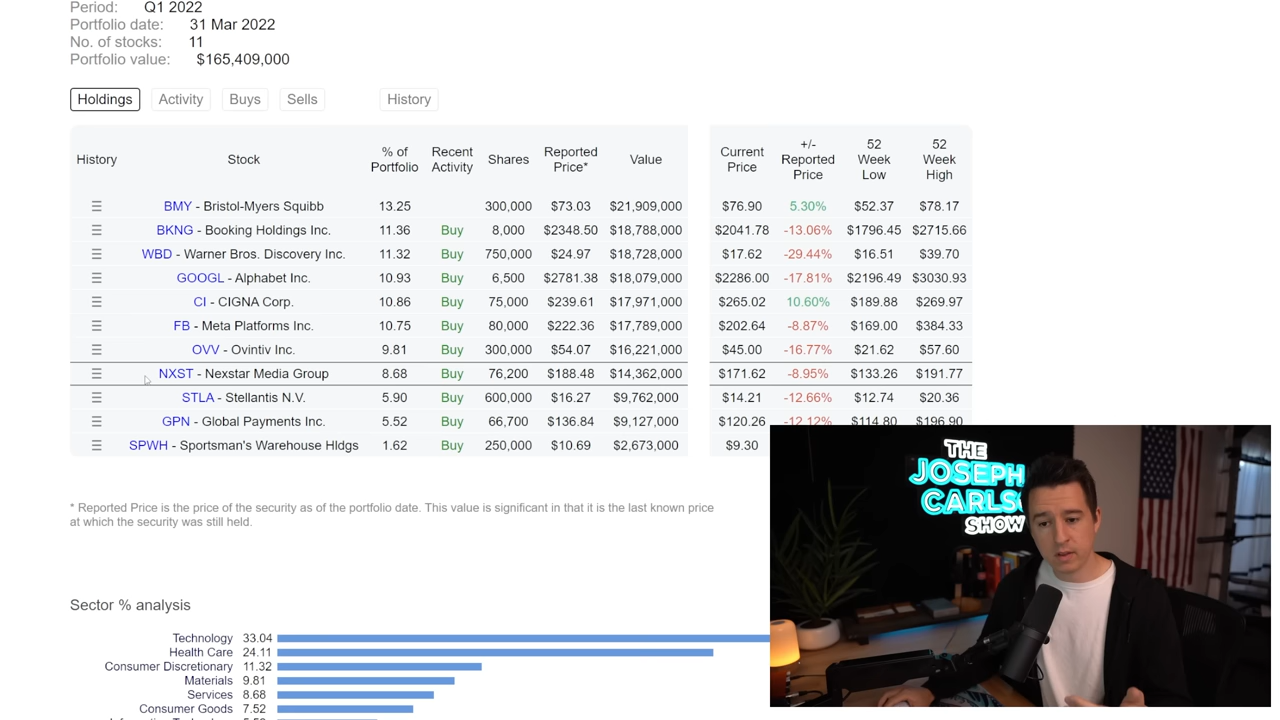 Period: Q1 2022
Portfolio date: 31 Mar 2022
No. of stocks: 11
Portfolio value: $165,409,000
Holdings Activity Buys Sells History
History Stock % of Portfolio Recent Activity Shares Reported Price* Value Current Price +/- Reported Price 52 Week Low 52 Week High
☰ BMY - Bristol-Myers Squibb 13.25 300,000 $73.03 $21,909,000 $76.90 5.30% $52.37 $78.17
☰ BKNG - Booking Holdings Inc. 11.36 Buy 8,000 $2348.50 $18,788,000 $2041.78 -13.06% $1796.45 $2715.66
☰ WBD - Warner Bros. Discovery Inc. 11.32 Buy 750,000 $24.97 $18,728,000 $17.62 -29.44% $16.51 $39.70
☰ GOOGL - Alphabet Inc. 10.93 Buy 6,500 $2781.38 $18,079,000 $2286.00 -17.81% $2196.49 $3030.93
☰ CI - CIGNA Corp. 10.86 Buy 75,000 $239.61 $17,971,000 $265.02 10.60% $189.88 $269.97
☰ FB - Meta Platforms Inc. 10.75 Buy 80,000 $222.36 $17,789,000 $202.64 -8.87% $169.00 $384.33
☰ OVV - Ovintiv Inc. 9.81 Buy 300,000 $54.07 $16,221,000 $45.00 -16.77% $21.62 $57.60
☰ NXST - Nexstar Media Group 8.68 Buy 76,200 $188.48 $14,362,000 $171.62 -8.95% $133.26 $191.77
☰ STLA - Stellantis N.V. 5.90 Buy 600,000 $16.27 $9,762,000 $14.21 -12.66% $12.74 $20.36
☰ GPN - Global Payments Inc. 5.52 Buy 66,700 $136.84 $9,127,000 $120.26 -12.12% $114.80 $196.90
☰ SPWH - Sportsman's Warehouse Hldgs 1.62 Buy 250,000 $10.69 $2,673,000 $9.30
* Reported Price is the price of the security as of the portfolio date. This value is significant in that it is the last known price
at which the security was still held.
Sector % analysis
Technology 33.04
Health Care 24.11
Consumer Discretionary 11.32
Materials 9.81
Services 8.68
Consumer Goods 7.52
THE
JOSEPH
CARLS
SHOW